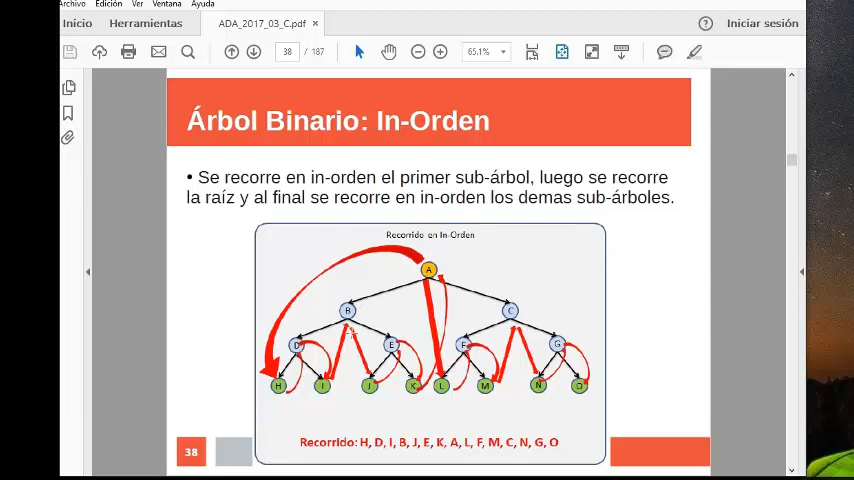 Archivo Edición Ver Ventana Ayuda
Inicio Herramientas ADA_2017_03_C.pdf × ? Iniciar sesión
38 / 187 65.1%
Árbol Binario: In-Orden
• Se recorre en in-orden el primer sub-árbol, luego se recorre
la raíz y al final se recorre en in-orden los demas sub-árboles.
Recorrido en In-Orden
A
B C
D E F G
H I J K L M N O
Recorrido: H, D, I, B, J, E, K, A, L, F, M, C, N, G, O
38